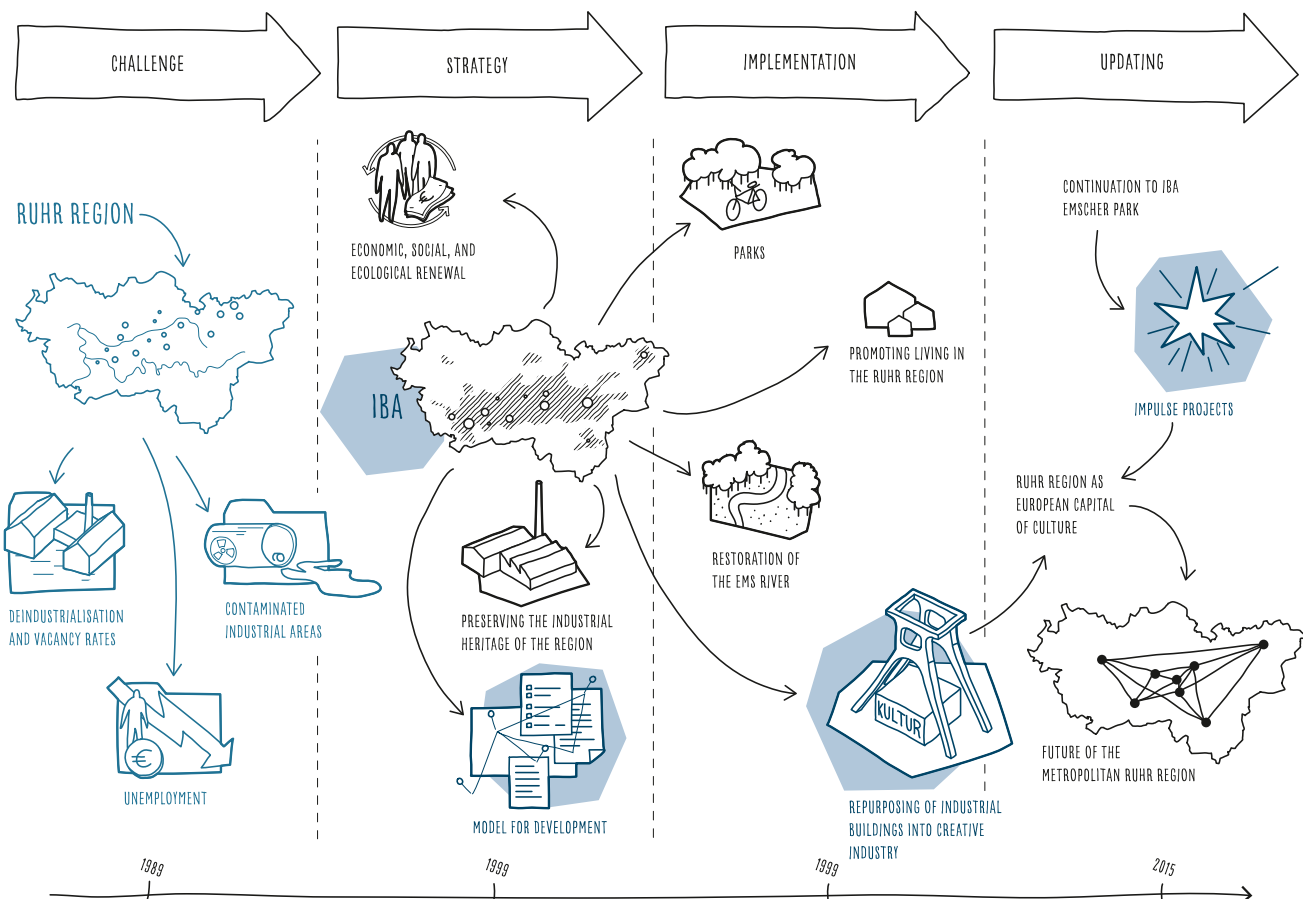 CHALLENGE
STRATEGY
IMPLEMENTATION
UPDATING
RUHR REGION
DEINDUSTRIALISATION
AND VACANCY RATES
CONTAMINATED
INDUSTRIAL AREAS
€
UNEMPLOYMENT
€
ECONOMIC, SOCIAL, AND
ECOLOGICAL RENEWAL
IBA
PRESERVING THE INDUSTRIAL
HERITAGE OF THE REGION
MODEL FOR DEVELOPMENT
PARKS
PROMOTING LIVING IN
THE RUHR REGION
RESTORATION OF
THE EMS RIVER
KULTUR
REPURPOSING OF INDUSTRIAL
BUILDINGS INTO CREATIVE
INDUSTRY
CONTINUATION TO IBA
EMSCHER PARK
IMPULSE PROJECTS
RUHR REGION AS
EUROPEAN CAPITAL
OF CULTURE
FUTURE OF THE
METROPOLITAN RUHR REGION
1989
1999
1999
2015